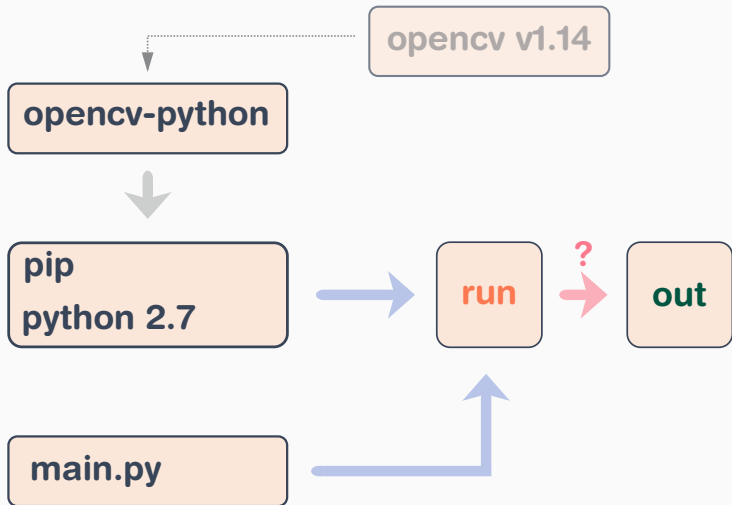 opencv v1.14
opencv-python
pip
python 2.7
run
?
out
main.py